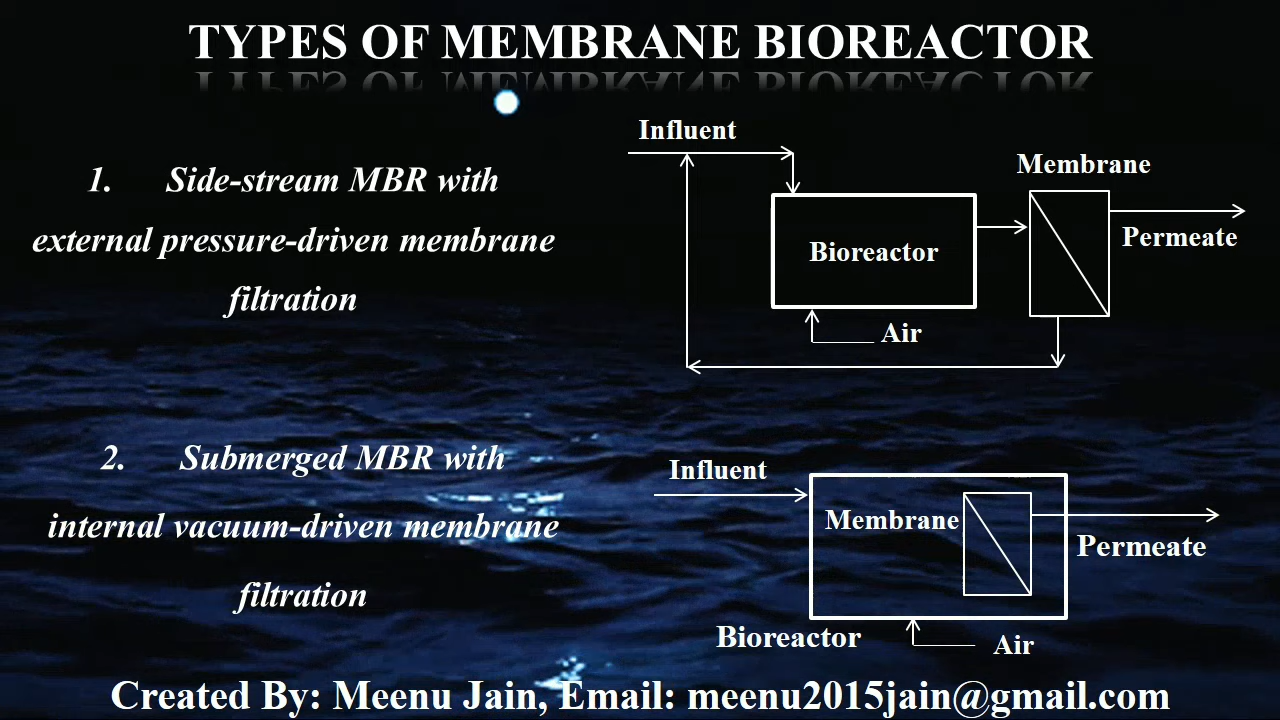 TYPES OF MEMBRANE BIOREACTOR
1. Side-stream MBR with
external pressure-driven membrane
filtration
Influent
Membrane
Bioreactor
Permeate
Air
2. Submerged MBR with
internal vacuum-driven membrane
filtration
Influent
Membrane
Permeate
Bioreactor
Air
Created By: Meenu Jain, Email: meenu2015jain@gmail.com